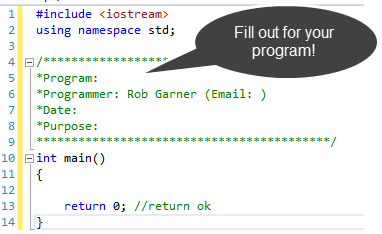 1 #include <iostream>
2 using namespace std;
3
4 /*******************
Fill out for your
program!
5 *Program:
6 *Programmer: Rob Garner (Email: )
7 *Date:
8 *Purpose:
9 *****************************************/
10 int main()
11 {
12
13 return 0; //return ok
14 }